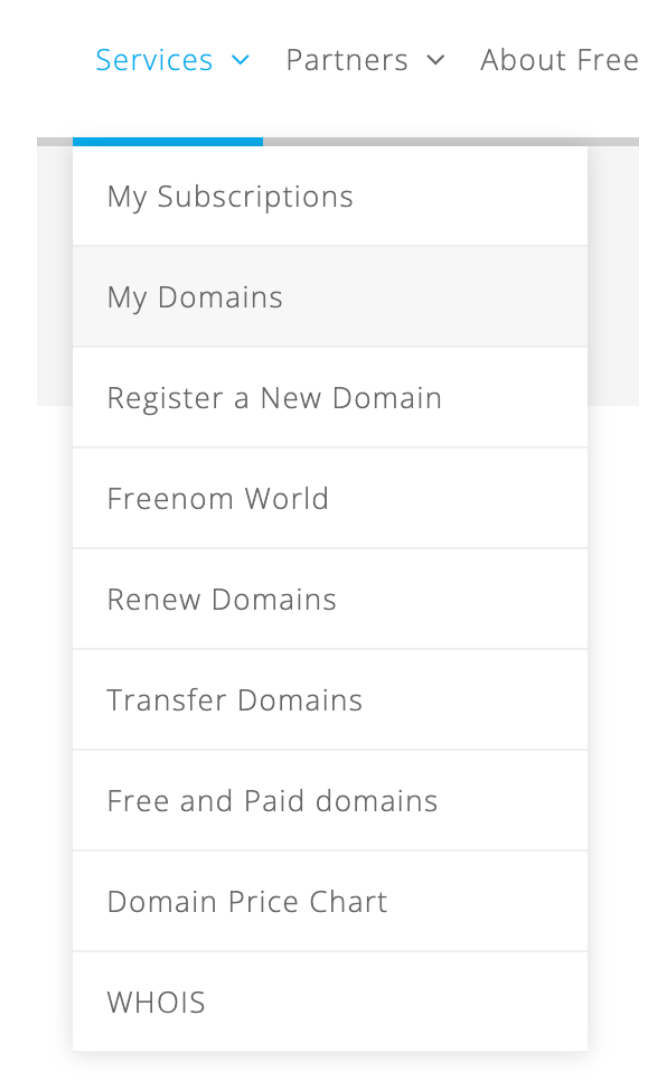 Services Partners About Free
My Subscriptions
My Domains
Register a New Domain
Freenom World
Renew Domains
Transfer Domains
Free and Paid domains
Domain Price Chart
WHOIS